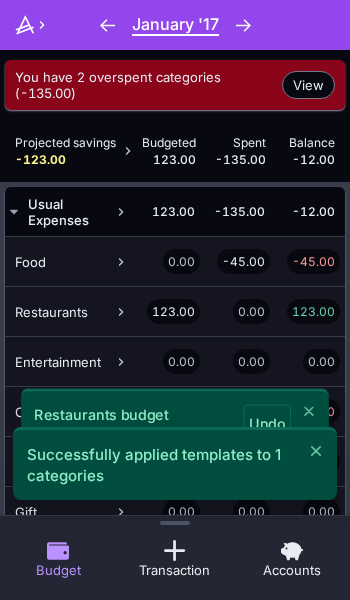 January '17
You have 2 overspent categories
(-135.00)
View
Projected savings Budgeted Spent Balance
-123.00 123.00 -135.00 -12.00
Usual
Expenses 123.00 -135.00 -12.00
Food 0.00 -45.00 -45.00
Restaurants 123.00 0.00 123.00
Entertainment 0.00 0.00 0.00
Restaurants budget
Undo
Successfully applied templates to 1
categories
Gift 0.00 0.00 0.00
Budget Transaction Accounts